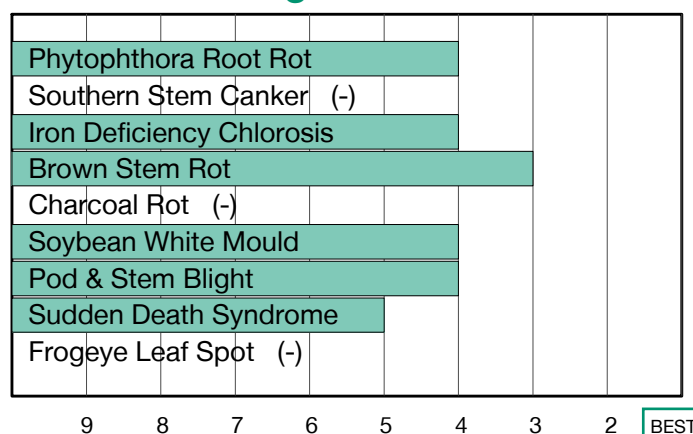 Phytophthora Root Rot
Southern Stem Canker (-)
Iron Deficiency Chlorosis
Brown Stem Rot
Charcoal Rot (-)
Soybean White Mould
Pod & Stem Blight
Sudden Death Syndrome
Frogeye Leaf Spot (-)
9 8 7 6 5 4 3 2 BEST